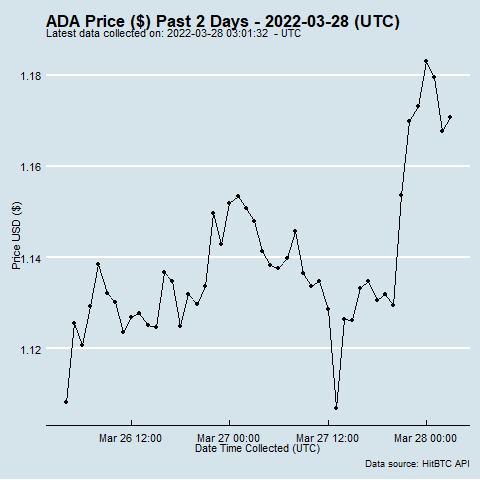 ADA Price ($) Past 2 Days - 2022-03-28 (UTC)
Latest data collected on: 2022-03-28 03:01:32 - UTC
1.18
1.16
1.14
1.12
Price USD ($)
Mar 26 12:00 Mar 27 00:00 Mar 27 12:00 Mar 28 00:00
Date Time Collected (UTC)
Data source: HitBTC API